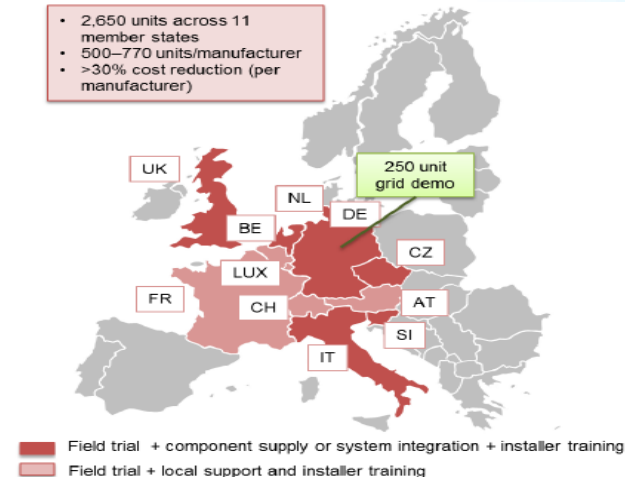 • 2,650 units across 11
member states
• 500–770 units/manufacturer
• >30% cost reduction (per
manufacturer)
UK
250 unit
grid demo
NL
DE
BE
CZ
LUX
FR
CH
AT
SI
IT
Field trial + component supply or system integration + installer training
Field trial + local support and installer training